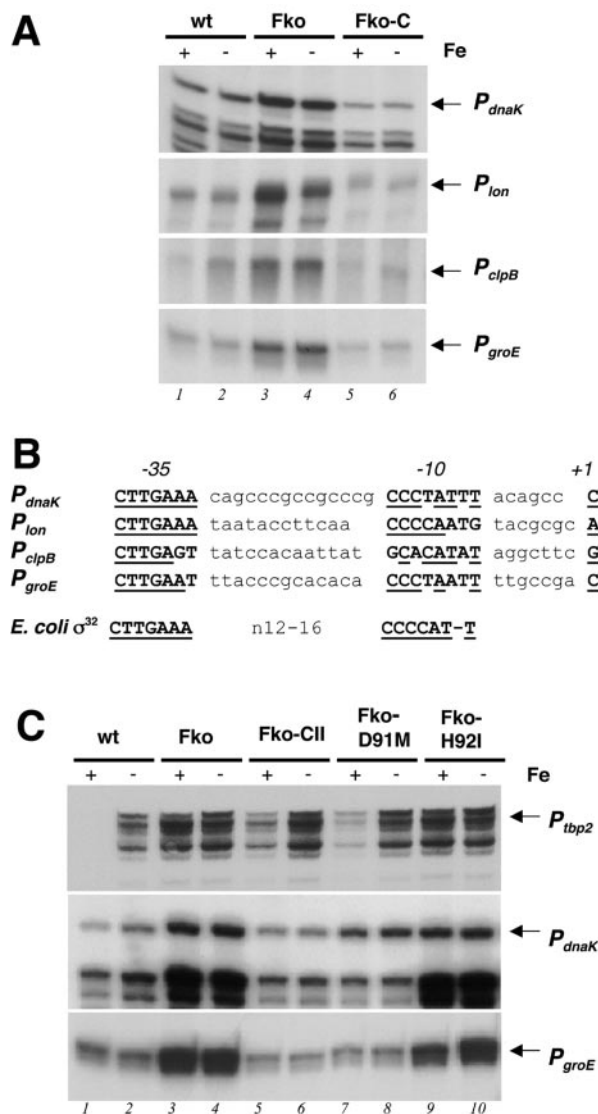 A
wt Fko Fko-C
+ - + - + - Fe
PdnaK
Plon
PclpB
PgroE
1 2 3 4 5 6
B
-35 -10 +1
PdnaK CTTGAAA cagcccgccgcccg CCCTATTT acagcc C
Plon CTTGAAA taataccttcaa CCCCAATG tacgcgc A
PclpB CTTGAGT tatccacaattat GCACATAT aggcttc G
PgroE CTTGAAT ttacccgcacaca CCCTAATT ttgccga C
E. coli σ32 CTTGAAA n12-16 CCCCAT-T
C
wt Fko Fko-CII Fko-D91M Fko-H92I
+ - + - + - + - + - Fe
Ptbp2
PdnaK
PgroE
1 2 3 4 5 6 7 8 9 10